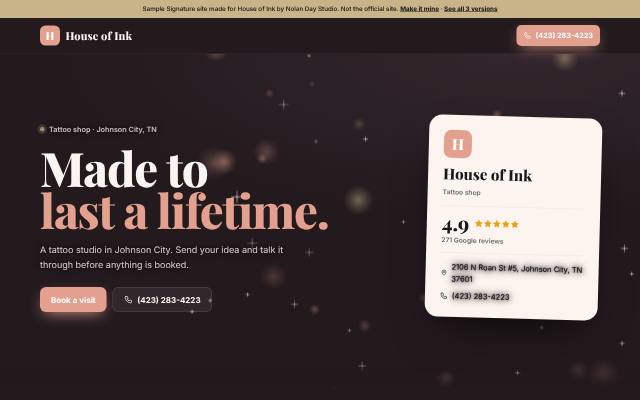 Sample Signature site made for House of Ink by Nolan Day Studio. Not the official site. Make it mine · See all 3 versions
H House of Ink
(423) 283-4223
Tattoo shop · Johnson City, TN
Made to
last a lifetime.
A tattoo studio in Johnson City. Send your idea and talk it
through before anything is booked.
Book a visit
(423) 283-4223
H
House of Ink
Tattoo shop
4.9 ★★★★★
271 Google reviews
2106 N Roan St #5, Johnson City, TN
37601
(423) 283-4223